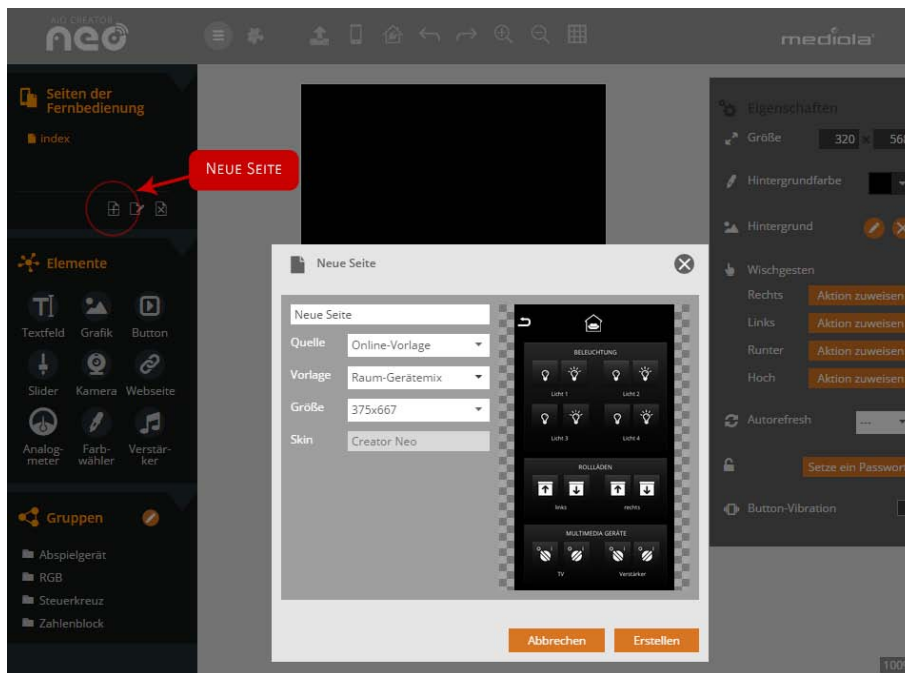 AIO CREATOR
neo
mediola
Seiten der
Fernbedienung
index
NEUE SEITE
Elemente
Textfeld Grafik Button
Slider Kamera Webseite
Analog-
meter
Farb-
wähler
Verstär-
ker
Gruppen
Abspielgerät
RGB
Steuerkreuz
Zahlenblock
Neue Seite
Neue Seite
Quelle Online-Vorlage
Vorlage Raum-Gerätemix
Größe 375x667
Skin Creator Neo
BELEUCHTUNG
Licht 1 Licht 2
Licht 3 Licht 4
ROLLLÄDEN
links rechts
MULTIMEDIA GERÄTE
TV Verstärker
Abbrechen Erstellen
Eigenschaften
Größe 320 x 568
Hintergrundfarbe
Hintergrund
Wischgesten
Rechts Aktion zuweisen
Links Aktion zuweisen
Runter Aktion zuweisen
Hoch Aktion zuweisen
Autorefresh ---
Setze ein Passwort
Button-Vibration
100%